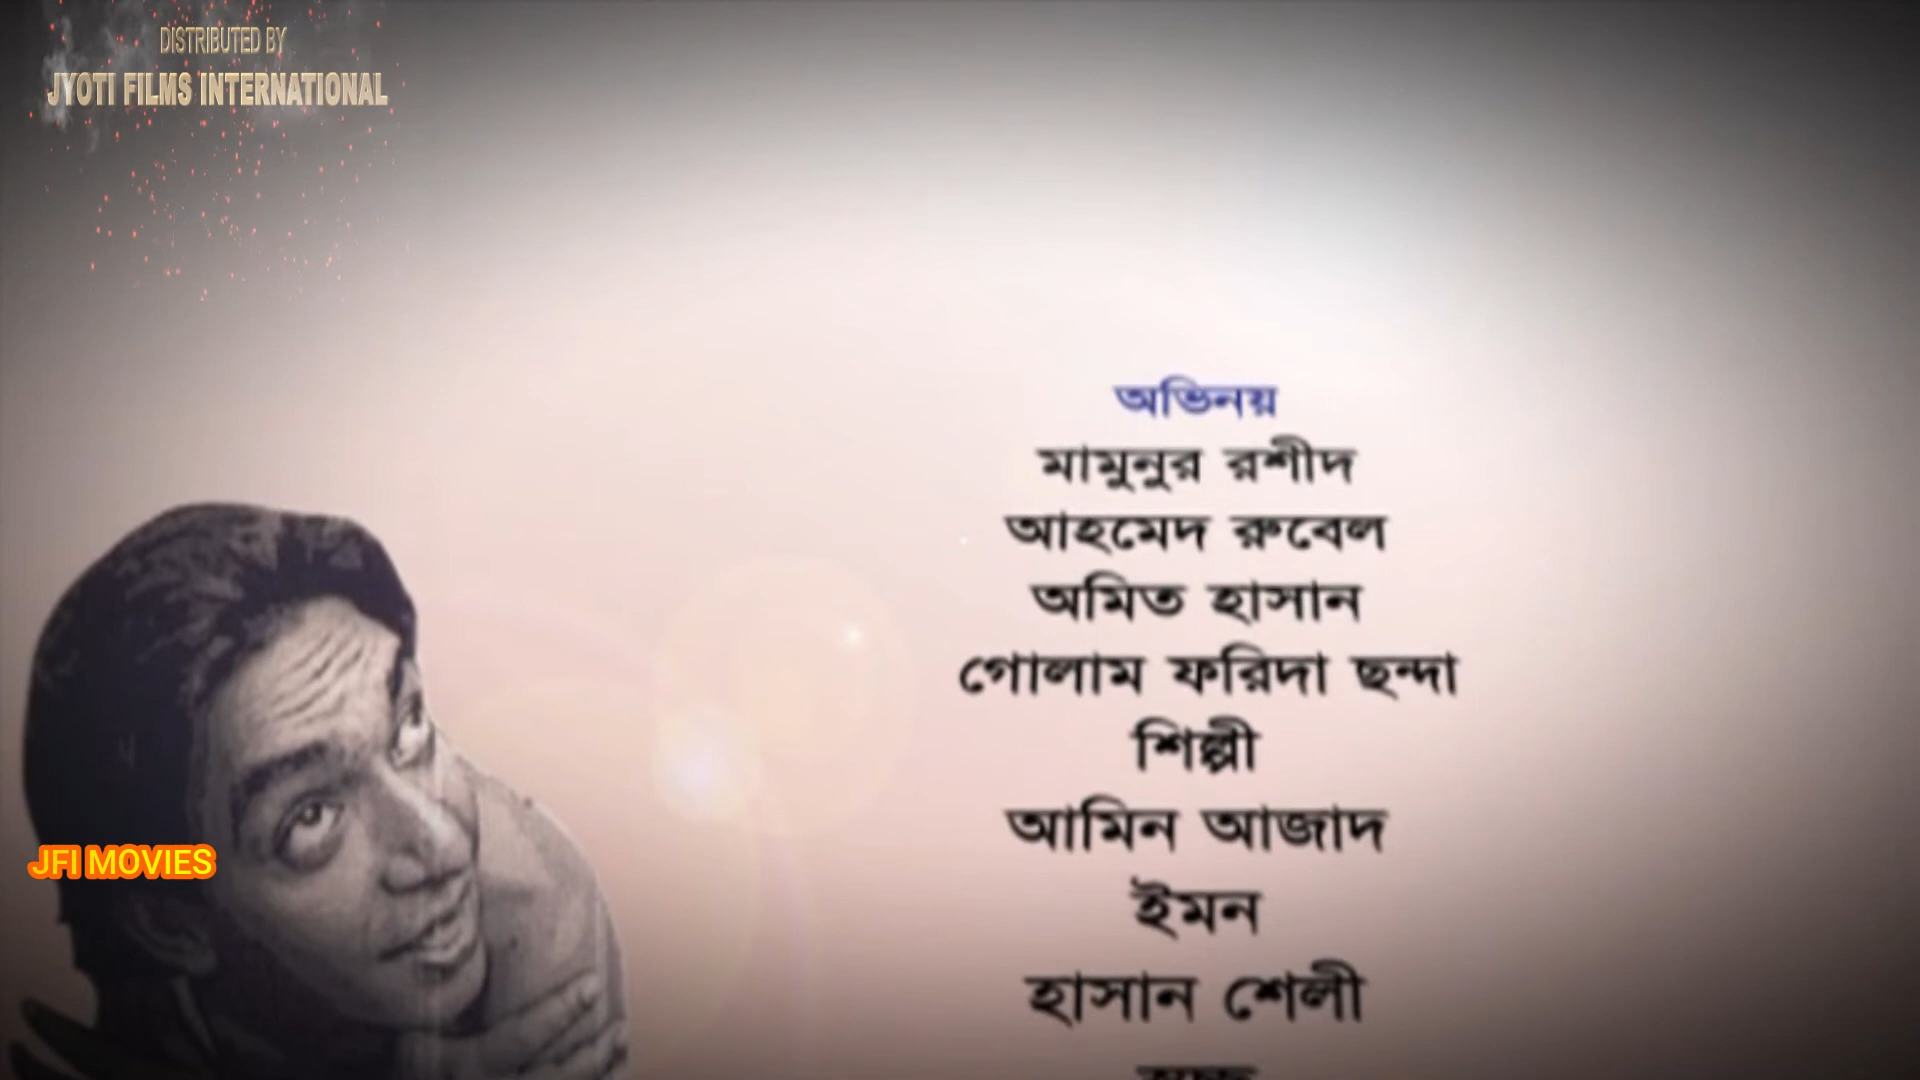 DISTRIBUTED BY
JYOTI FILMS INTERNATIONAL
অভিনয়
মামুনুর রশীদ
আহমেদ রুবেল
অমিত হাসান
গোলাম ফরিদা ছন্দা
শিল্পী
আমিন আজাদ
ইমন
হাসান শেলী
JFI MOVIES